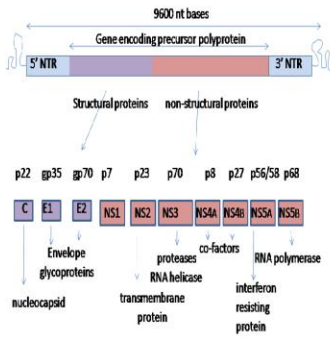 9600 nt bases
Gene encoding precursor polyprotein
5' NTR
3' NTR
Structural proteins
non-structural proteins
p22 gp35 gp70 p7 p23 p70 p8 p27 p56/58 p68
C E1 E2 NS1 NS2 NS3 NS4A NS4B NS5A NS5B
Envelope
glycoproteins
nucleocapsid
transmembrane
protein
proteases
RNA helicase
co-factors
interferon
resisting
protein
RNA polymerase